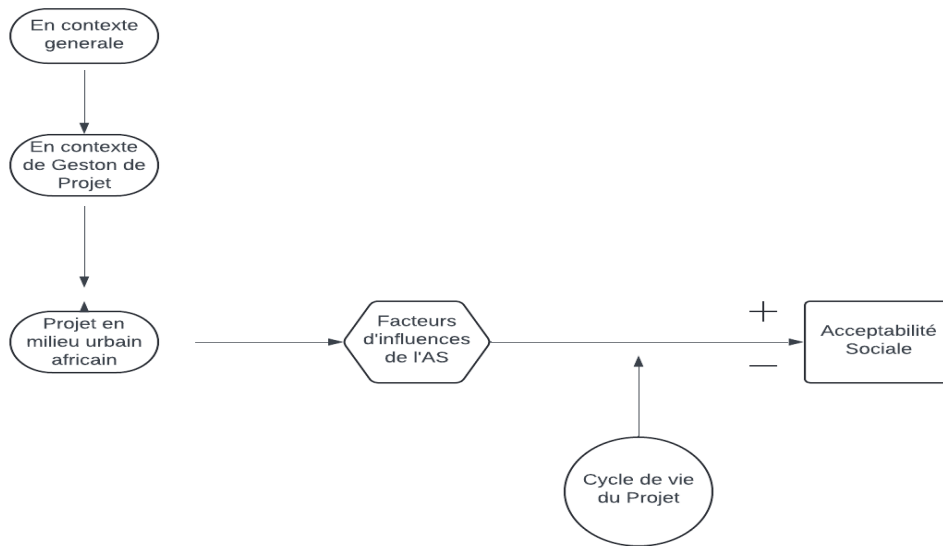 En contexte
generale
En contexte
de Geston de
Projet
Projet en
milieu urbain
africain
Facteurs
d'influences
de l'AS
+
—
Acceptabilité
Sociale
Cycle de vie
du Projet